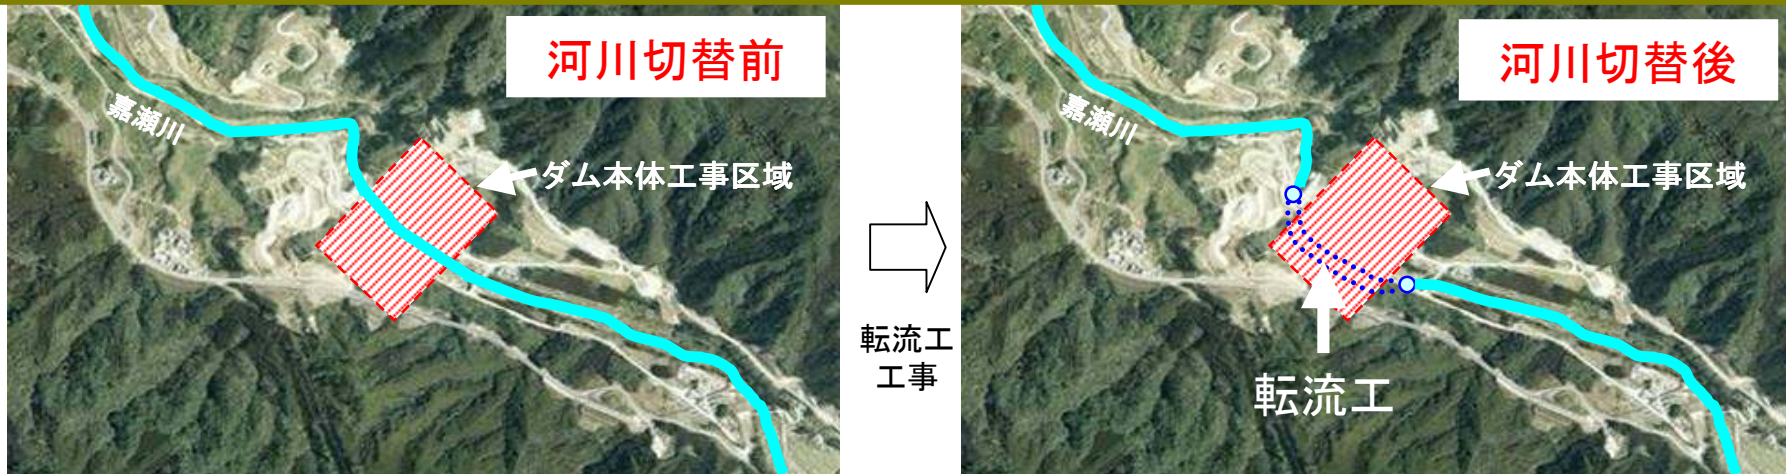 河川切替前
嘉瀬川
ダム本体工事区域
転流工
工事
河川切替後
嘉瀬川
ダム本体工事区域
転流工